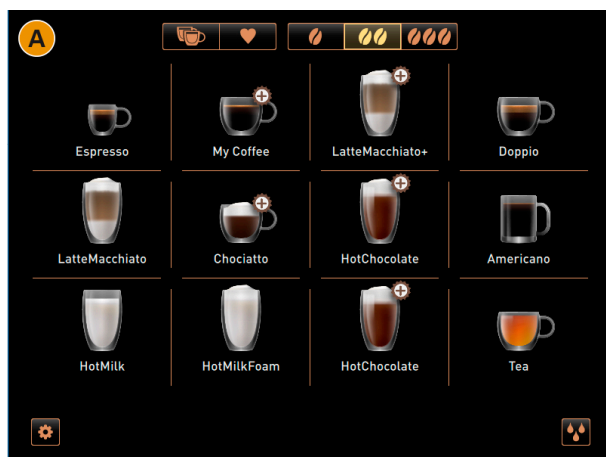 A
Espresso
My Coffee
LatteMacchiato+
Doppio
LatteMacchiato
Chociatto
HotChocolate
Americano
HotMilk
HotMilkFoam
HotChocolate
Tea